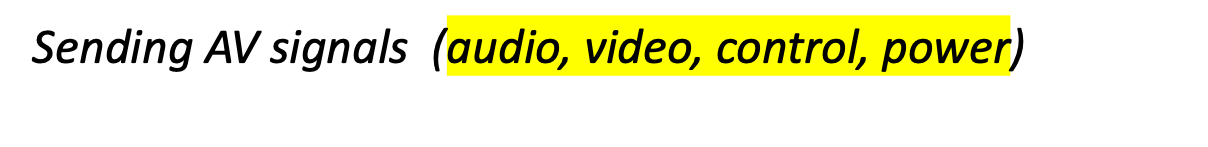 Sending AV signals (audio, video, control, power)